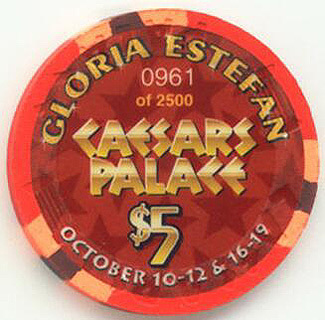 GLORIA ESTEFAN
0961
of 2500
CAESARS
PALACE
$5
OCTOBER 10-12 & 16-19